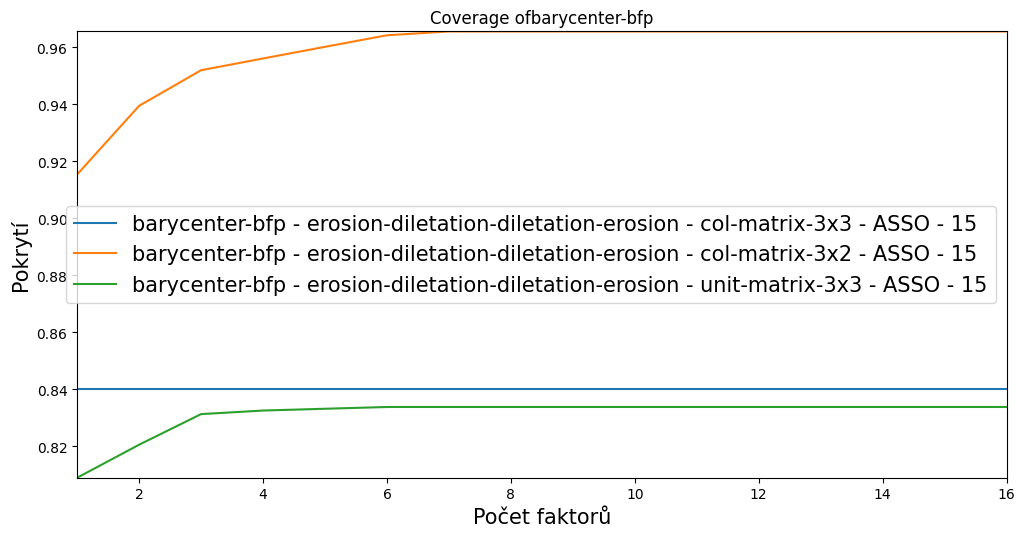 Coverage ofbarycenter-bfp
0.96
0.94
0.92
0.90
0.88
0.86
0.84
0.82
Pokrytí
barycenter-bfp - erosion-diletation-diletation-erosion - col-matrix-3x3 - ASSO - 15
barycenter-bfp - erosion-diletation-diletation-erosion - col-matrix-3x2 - ASSO - 15
barycenter-bfp - erosion-diletation-diletation-erosion - unit-matrix-3x3 - ASSO - 15
2 4 6 8 10 12 14 16
Počet faktorů